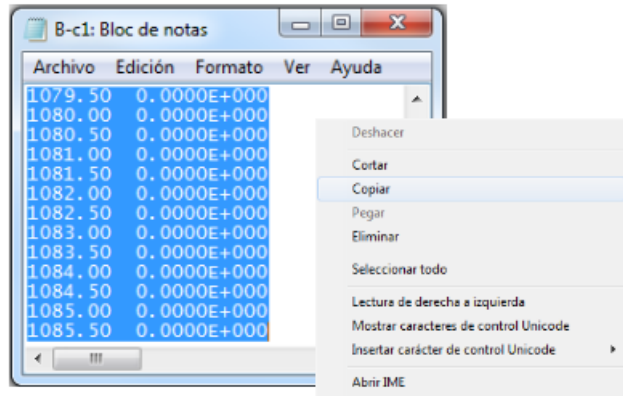 B-c1: Bloc de notas
Archivo Edición Formato Ver Ayuda
1079.50 0.0000E+000
1080.00 0.0000E+000
1080.50 0.0000E+000
1081.00 0.0000E+000
1081.50 0.0000E+000
1082.00 0.0000E+000
1082.50 0.0000E+000
1083.00 0.0000E+000
1083.50 0.0000E+000
1084.00 0.0000E+000
1084.50 0.0000E+000
1085.00 0.0000E+000
1085.50 0.0000E+000
Deshacer
Cortar
Copiar
Pegar
Eliminar
Seleccionar todo
Lectura de derecha a izquierda
Mostrar caracteres de control Unicode
Insertar carácter de control Unicode
Abrir IME